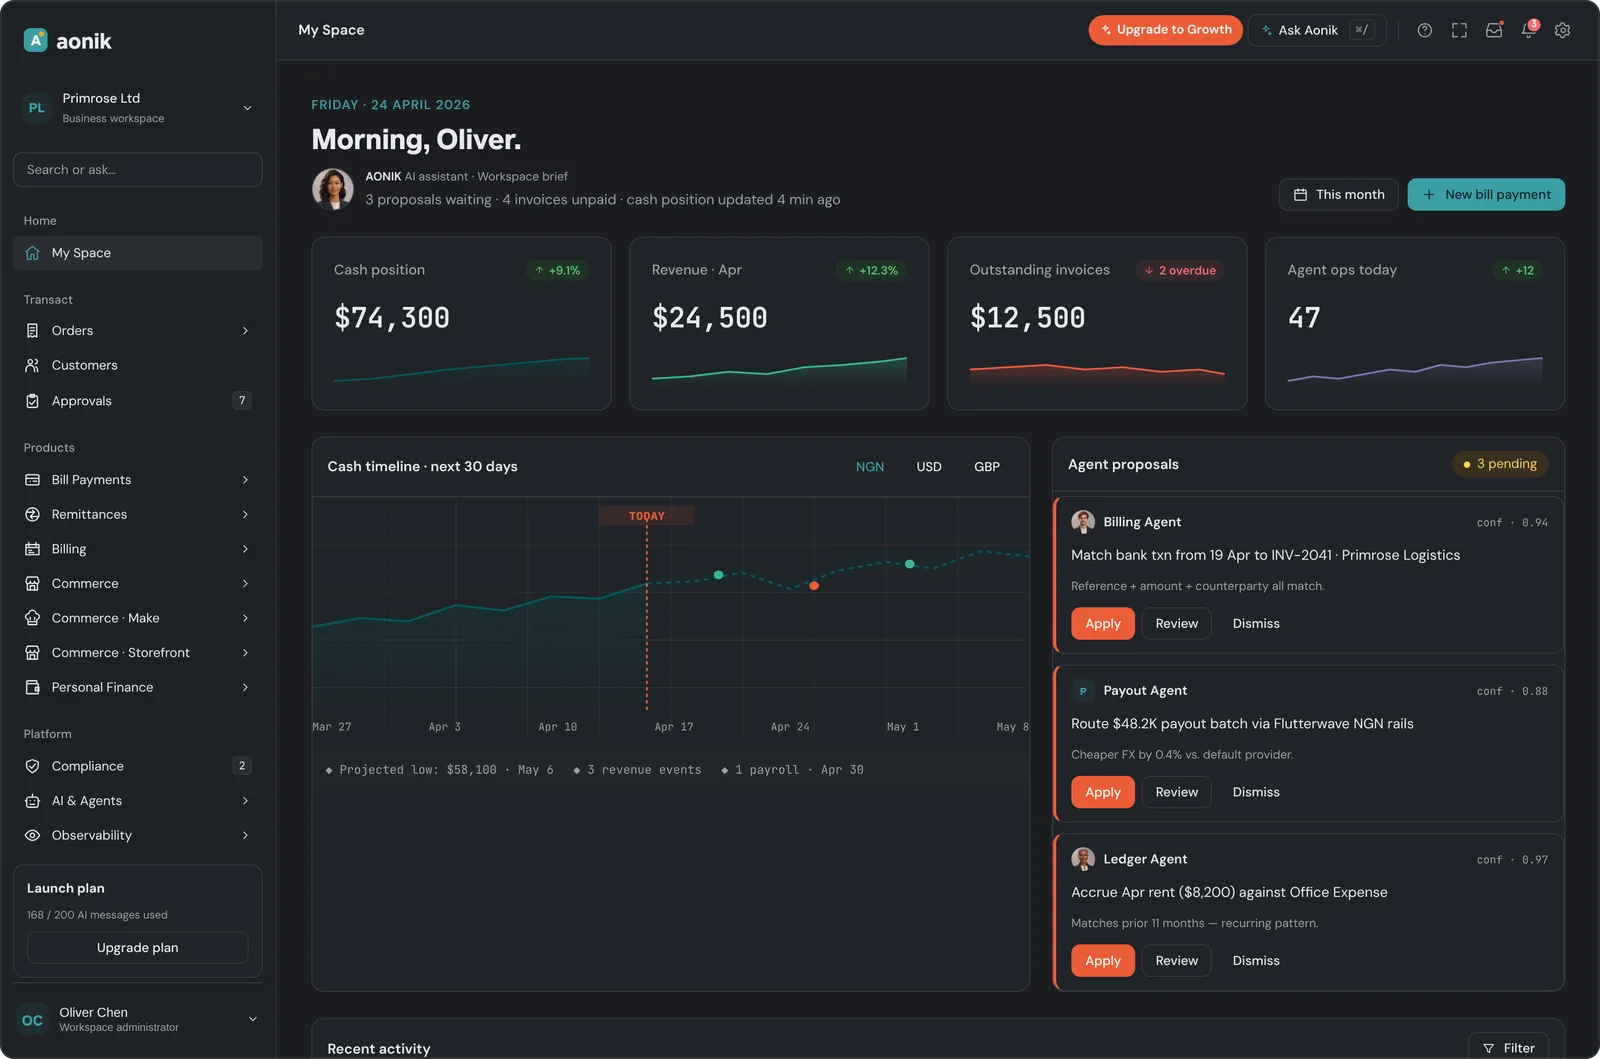 A aonik
PL
Primrose Ltd
Business workspace
Search or ask...
Home
My Space
Transact
Orders
Customers
Approvals 7
Products
Bill Payments
Remittances
Billing
Commerce
Commerce · Make
Commerce · Storefront
Personal Finance
Platform
Compliance 2
AI & Agents
Observability
Launch plan
168 / 200 AI messages used
Upgrade plan
OC
Oliver Chen
Workspace administrator
My Space
Upgrade to Growth
Ask Aonik ⌘/
3
FRIDAY · 24 APRIL 2026
Morning, Oliver.
AONIK AI assistant · Workspace brief
3 proposals waiting · 4 invoices unpaid · cash position updated 4 min ago
This month
+ New bill payment
Cash position ↑ +9.1%
$74,300
Revenue · Apr ↑ +12.3%
$24,500
Outstanding invoices ↓ 2 overdue
$12,500
Agent ops today ↑ +12
47
Cash timeline · next 30 days
NGN USD GBP
TODAY
Mar 27 Apr 3 Apr 10 Apr 17 Apr 24 May 1 May 8
◆ Projected low: $58,100 · May 6 ◆ 3 revenue events ◆ 1 payroll · Apr 30
Agent proposals
3 pending
Billing Agent conf · 0.94
Match bank txn from 19 Apr to INV-2041 · Primrose Logistics
Reference + amount + counterparty all match.
Apply Review Dismiss
P Payout Agent conf · 0.88
Route $48.2K payout batch via Flutterwave NGN rails
Cheaper FX by 0.4% vs. default provider.
Apply Review Dismiss
Ledger Agent conf · 0.97
Accrue Apr rent ($8,200) against Office Expense
Matches prior 11 months — recurring pattern.
Apply Review Dismiss
Recent activity
Filter